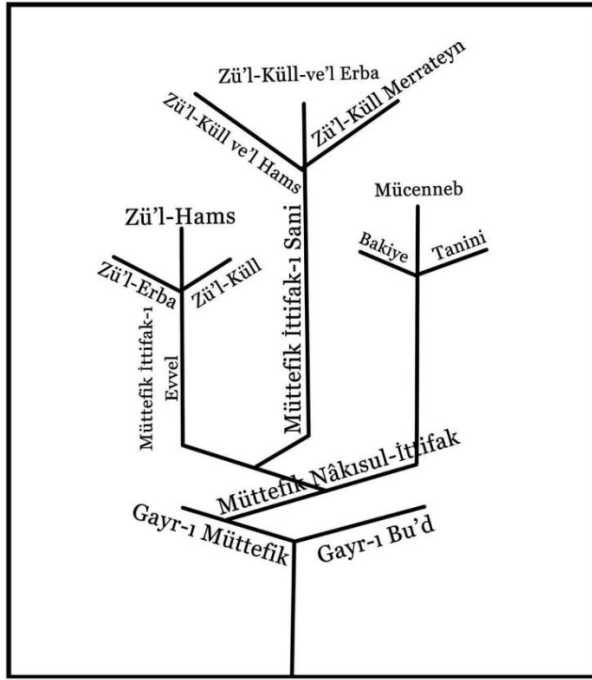 Zü’l-Küll-ve’l Erba
Zü’l-Küll ve’l Hams
Zü’l-Küll Merrateyn
Mücenneb
Bakiye
Tanini
Zü’l-Hams
Zü’l-Erba
Zü’l-Küll
Müttefik İttifak-ı Sani
Müttefik İttifak-ı
Evvel
Müttefik Nâkısul-İttifak
Gayr-ı Müttefik
Gayr-ı Bu’d